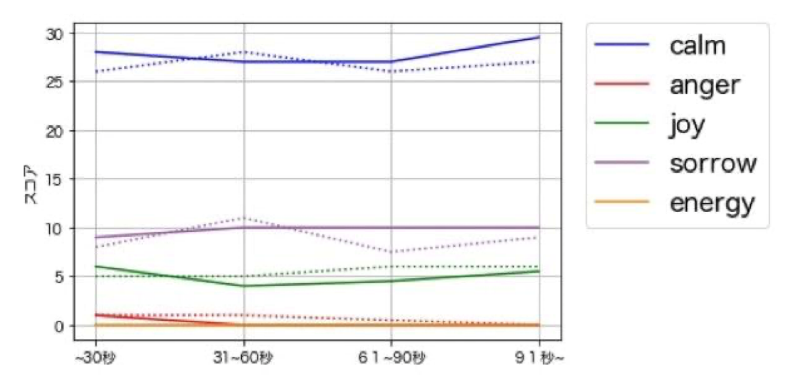 30
25
20
15
10
5
0
スコア
~30秒
31~60秒
６１~90秒
９１秒~
calm
anger
joy
sorrow
energy